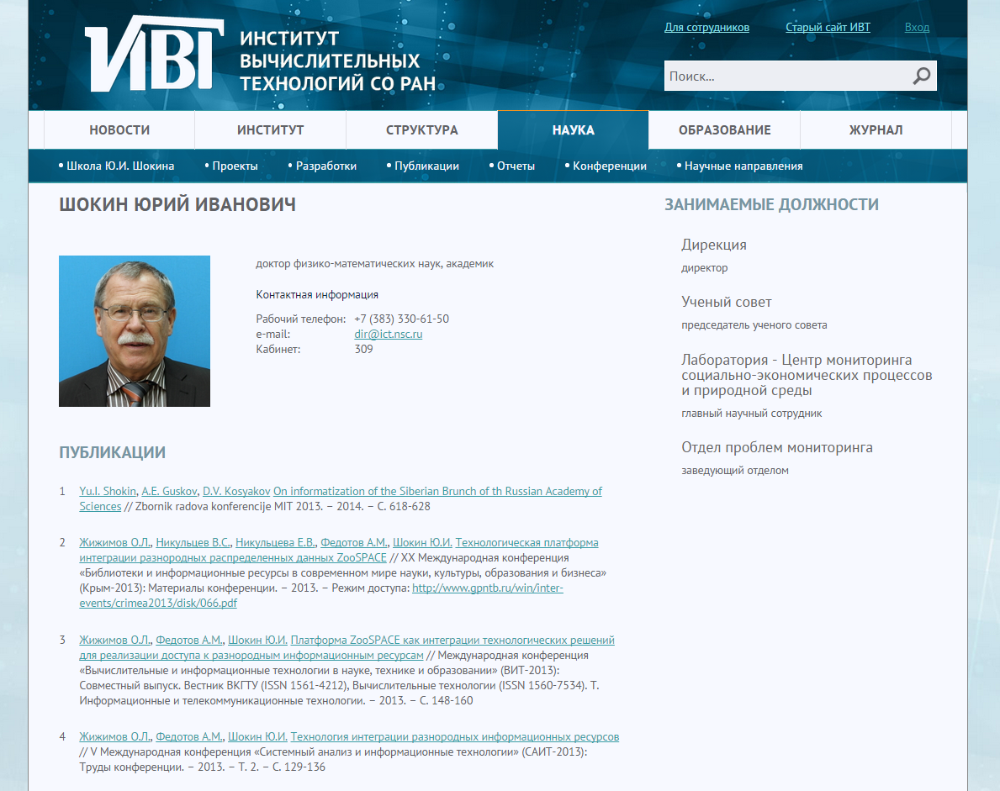 ИВТ
ИНСТИТУТ
ВЫЧИСЛИТЕЛЬНЫХ
ТЕХНОЛОГИЙ СО РАН
Для сотрудников Старый сайт ИВТ Вход
Поиск...
НОВОСТИ ИНСТИТУТ СТРУКТУРА НАУКА ОБРАЗОВАНИЕ ЖУРНАЛ
• Школа Ю.И. Шокина • Проекты • Разработки • Публикации • Отчеты • Конференции • Научные направления
ШОКИН ЮРИЙ ИВАНОВИЧ
доктор физико-математических наук, академик
Контактная информация
Рабочий телефон: +7 (383) 330-61-50
e-mail: dir@ict.nsc.ru
Кабинет: 309
ПУБЛИКАЦИИ
1 Yu.I. Shokin, A.E. Guskov, D.V. Kosyakov On informatization of the Siberian Brunch of th Russian Academy of
Sciences // Zbornik radova konferencije MIT 2013. – 2014. – С. 618-628
2 Жижимов О.Л., Никульцев В.С., Никульцева Е.В., Федотов А.М., Шокин Ю.И. Технологическая платформа
интеграции разнородных распределенных данных ZooSPACE // XX Международная конференция
«Библиотеки и информационные ресурсы в современном мире науки, культуры, образования и бизнеса»
(Крым-2013): Материалы конференции. – 2013. – Режим доступа: http://www.gpntb.ru/win/inter-
events/crimea2013/disk/066.pdf
3 Жижимов О.Л., Федотов А.М., Шокин Ю.И. Платформа ZooSPACE как интеграции технологических решений
для реализации доступа к разнородным информационным ресурсам // Международная конференция
«Вычислительные и информационные технологии в науке, технике и образовании» (ВИТ-2013):
Совместный выпуск. Вестник ВКГТУ (ISSN 1561-4212), Вычислительные технологии (ISSN 1560-7534). Т.
Информационные и телекоммуникационные технологии. – 2013. – С. 148-160
4 Жижимов О.Л., Федотов А.М., Шокин Ю.И. Технология интеграции разнородных информационных ресурсов
// V Международная конференция «Системный анализ и информационные технологии» (САИТ-2013):
Труды конференции. – 2013. – Т. 2. – С. 129-136
ЗАНИМАЕМЫЕ ДОЛЖНОСТИ
Дирекция
директор
Ученый совет
председатель ученого совета
Лаборатория - Центр мониторинга
социально-экономических процессов
и природной среды
главный научный сотрудник
Отдел проблем мониторинга
заведующий отделом